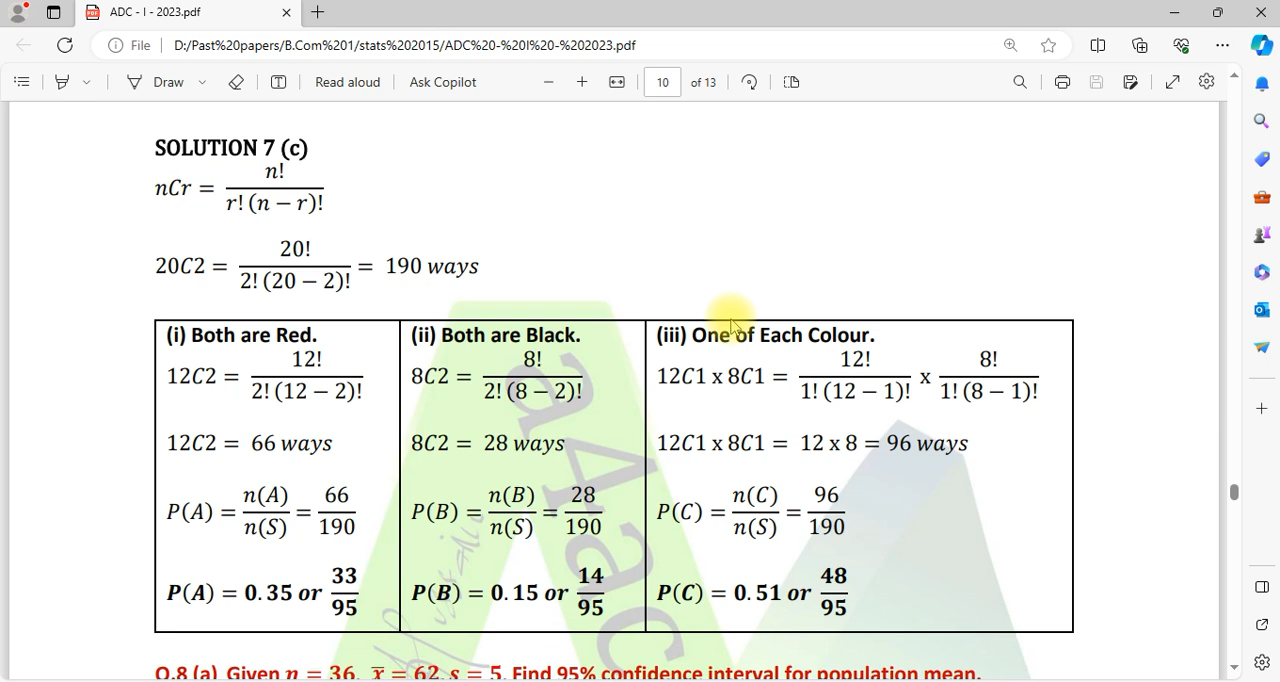 ADC - I - 2023.pdf
File D:/Past%20papers/B.Com%201/stats%202015/ADC%20-%20I%20-%202023.pdf
Draw Read aloud Ask Copilot 10 of 13
SOLUTION 7 (c)
nCr = n! / r! (n − r)!
20C2 = 20! / 2! (20 − 2)! = 190 ways
(i) Both are Red.
12C2 = 12! / 2! (12 − 2)!
12C2 = 66 ways
P(A) = n(A) / n(S) = 66 / 190
P(A) = 0.35 or 33 / 95
(ii) Both are Black.
8C2 = 8! / 2! (8 − 2)!
8C2 = 28 ways
P(B) = n(B) / n(S) = 28 / 190
P(B) = 0.15 or 14 / 95
(iii) One of Each Colour.
12C1 x 8C1 = 12! / 1! (12 − 1)! x 8! / 1! (8 − 1)!
12C1 x 8C1 = 12 x 8 = 96 ways
P(C) = n(C) / n(S) = 96 / 190
P(C) = 0.51 or 48 / 95
a4ac
Q.8 (a) Given n = 36, x̅ = 62, s = 5. Find 95% confidence interval for population mean.